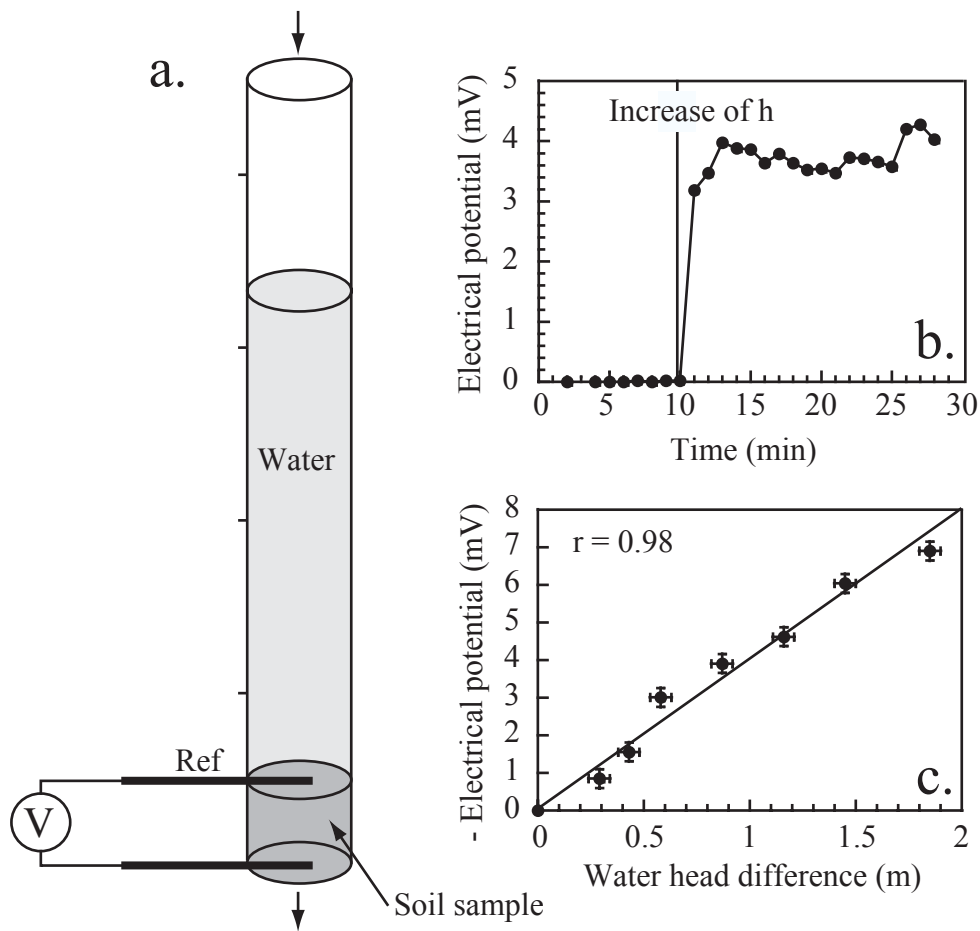 a.
Water
Ref
V
Soil sample
Electrical potential (mV)
5
4
3
2
1
0
Increase of h
b.
0 5 10 15 20 25 30
Time (min)
- Electrical potential (mV)
8
7
6
5
4
3
2
1
0
r = 0.98
c.
0 0.5 1 1.5 2
Water head difference (m)